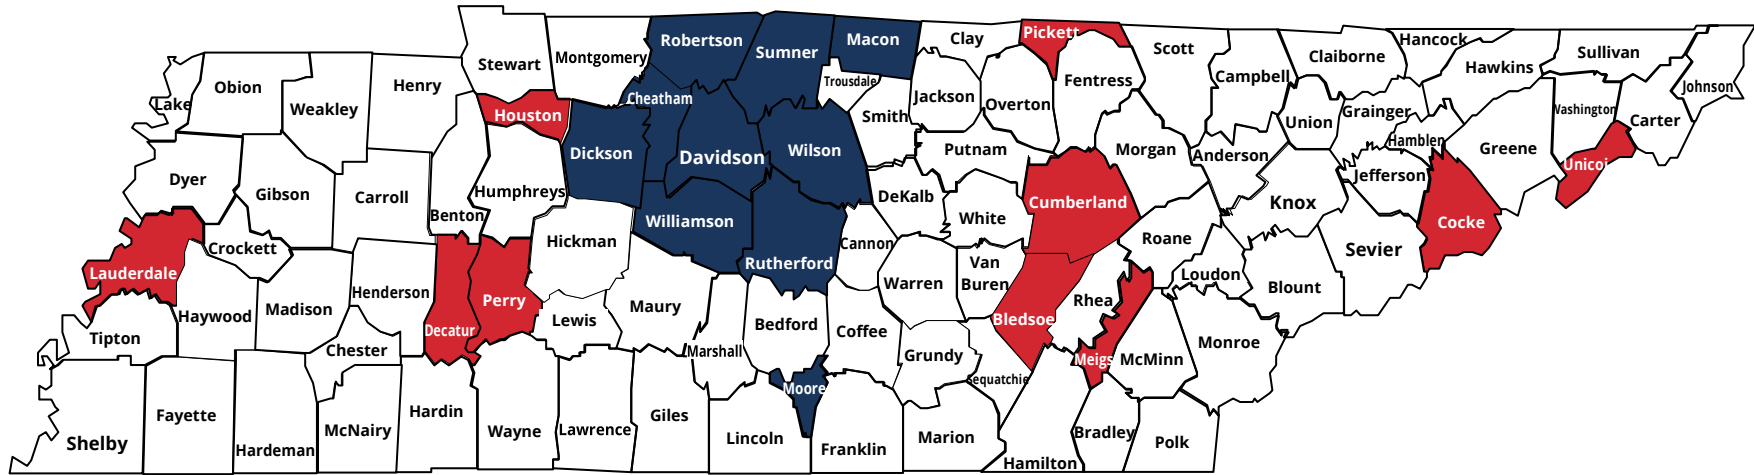 Pickett
Robertson
Macon
Clay
Hancock
Scott
Sumner
Sullivan
Montgomery
Claiborne
Stewart
Hawkins
Campbell
Trousdale
Fentress
Henry
Obion
Johnson
Jackson
Cheatham
Lake
Overton
Weakley
Washington
Grainger
Houston
Smith
Carter
Union
Hamblen
Greene
Putnam
Morgan
Wilson
Dickson
Davidson
Anderson
Unicoi
Jefferson
Dyer
Humphreys
Gibson
Carroll
DeKalb
Cumberland
Knox
Benton
White
Williamson
Cocke
Roane
Hickman
Cannon
Crockett
Sevier
Van
Buren
Rutherford
Lauderdale
Loudon
Warren
Blount
Henderson
Perry
Rhea
Maury
Madison
Haywood
Bledsoe
Lewis
Bedford
Decatur
Coffee
Tipton
Monroe
Chester
Marshall
Grundy
Meigs
McMinn
Sequatchie
Moore
Hardin
Fayette
Giles
McNairy
Wayne
Lawrence
Bradley
Marion
Lincoln
Shelby
Polk
Franklin
Hardeman
Hamilton